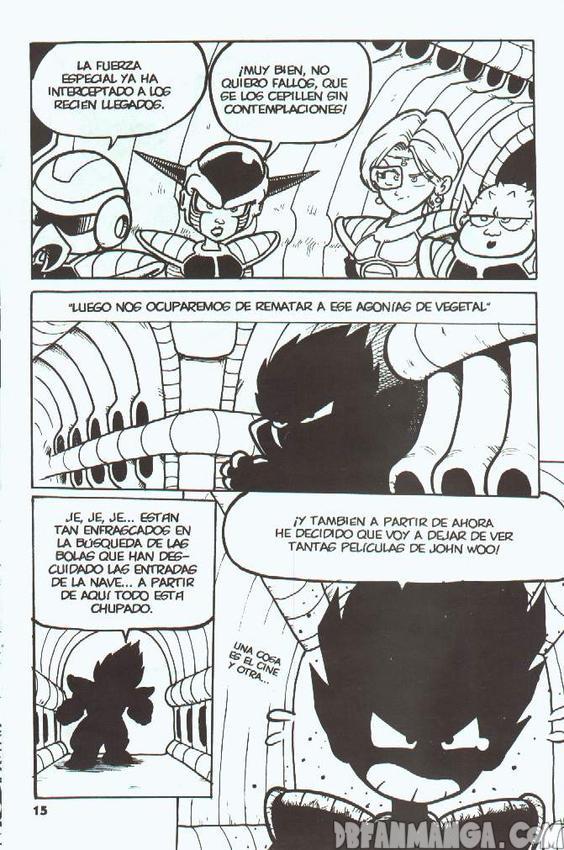 LA FUERZA
ESPECIAL YA HA
INTERCEPTADO A LOS
RECIEN LLEGADOS.
¡MUY BIEN, NO
QUIERO FALLOS, QUE
SE LOS CEPILLEN SIN
CONTEMPLACIONES!
"LUEGO NOS OCUPAREMOS DE REMATAR A ESE AGONÍAS DE VEGETAL"
JE, JE, JE... ESTAN
TAN ENFRASCADOS EN
LA BÚSQUEDA DE LAS
BOLAS QUE HAN DES-
CUIDADO LAS ENTRADAS
DE LA NAVE... A PARTIR
DE AQUÍ TODO ESTÁ
CHUPADO.
¡Y TAMBIEN A PARTIR DE AHORA
HE DECIDIDO QUE VOY A DEJAR DE VER
TANTAS PELÍCULAS DE JOHN WOO!
UNA COSA
ES EL CINE
Y OTRA...
15
DBFANMANGA.COM